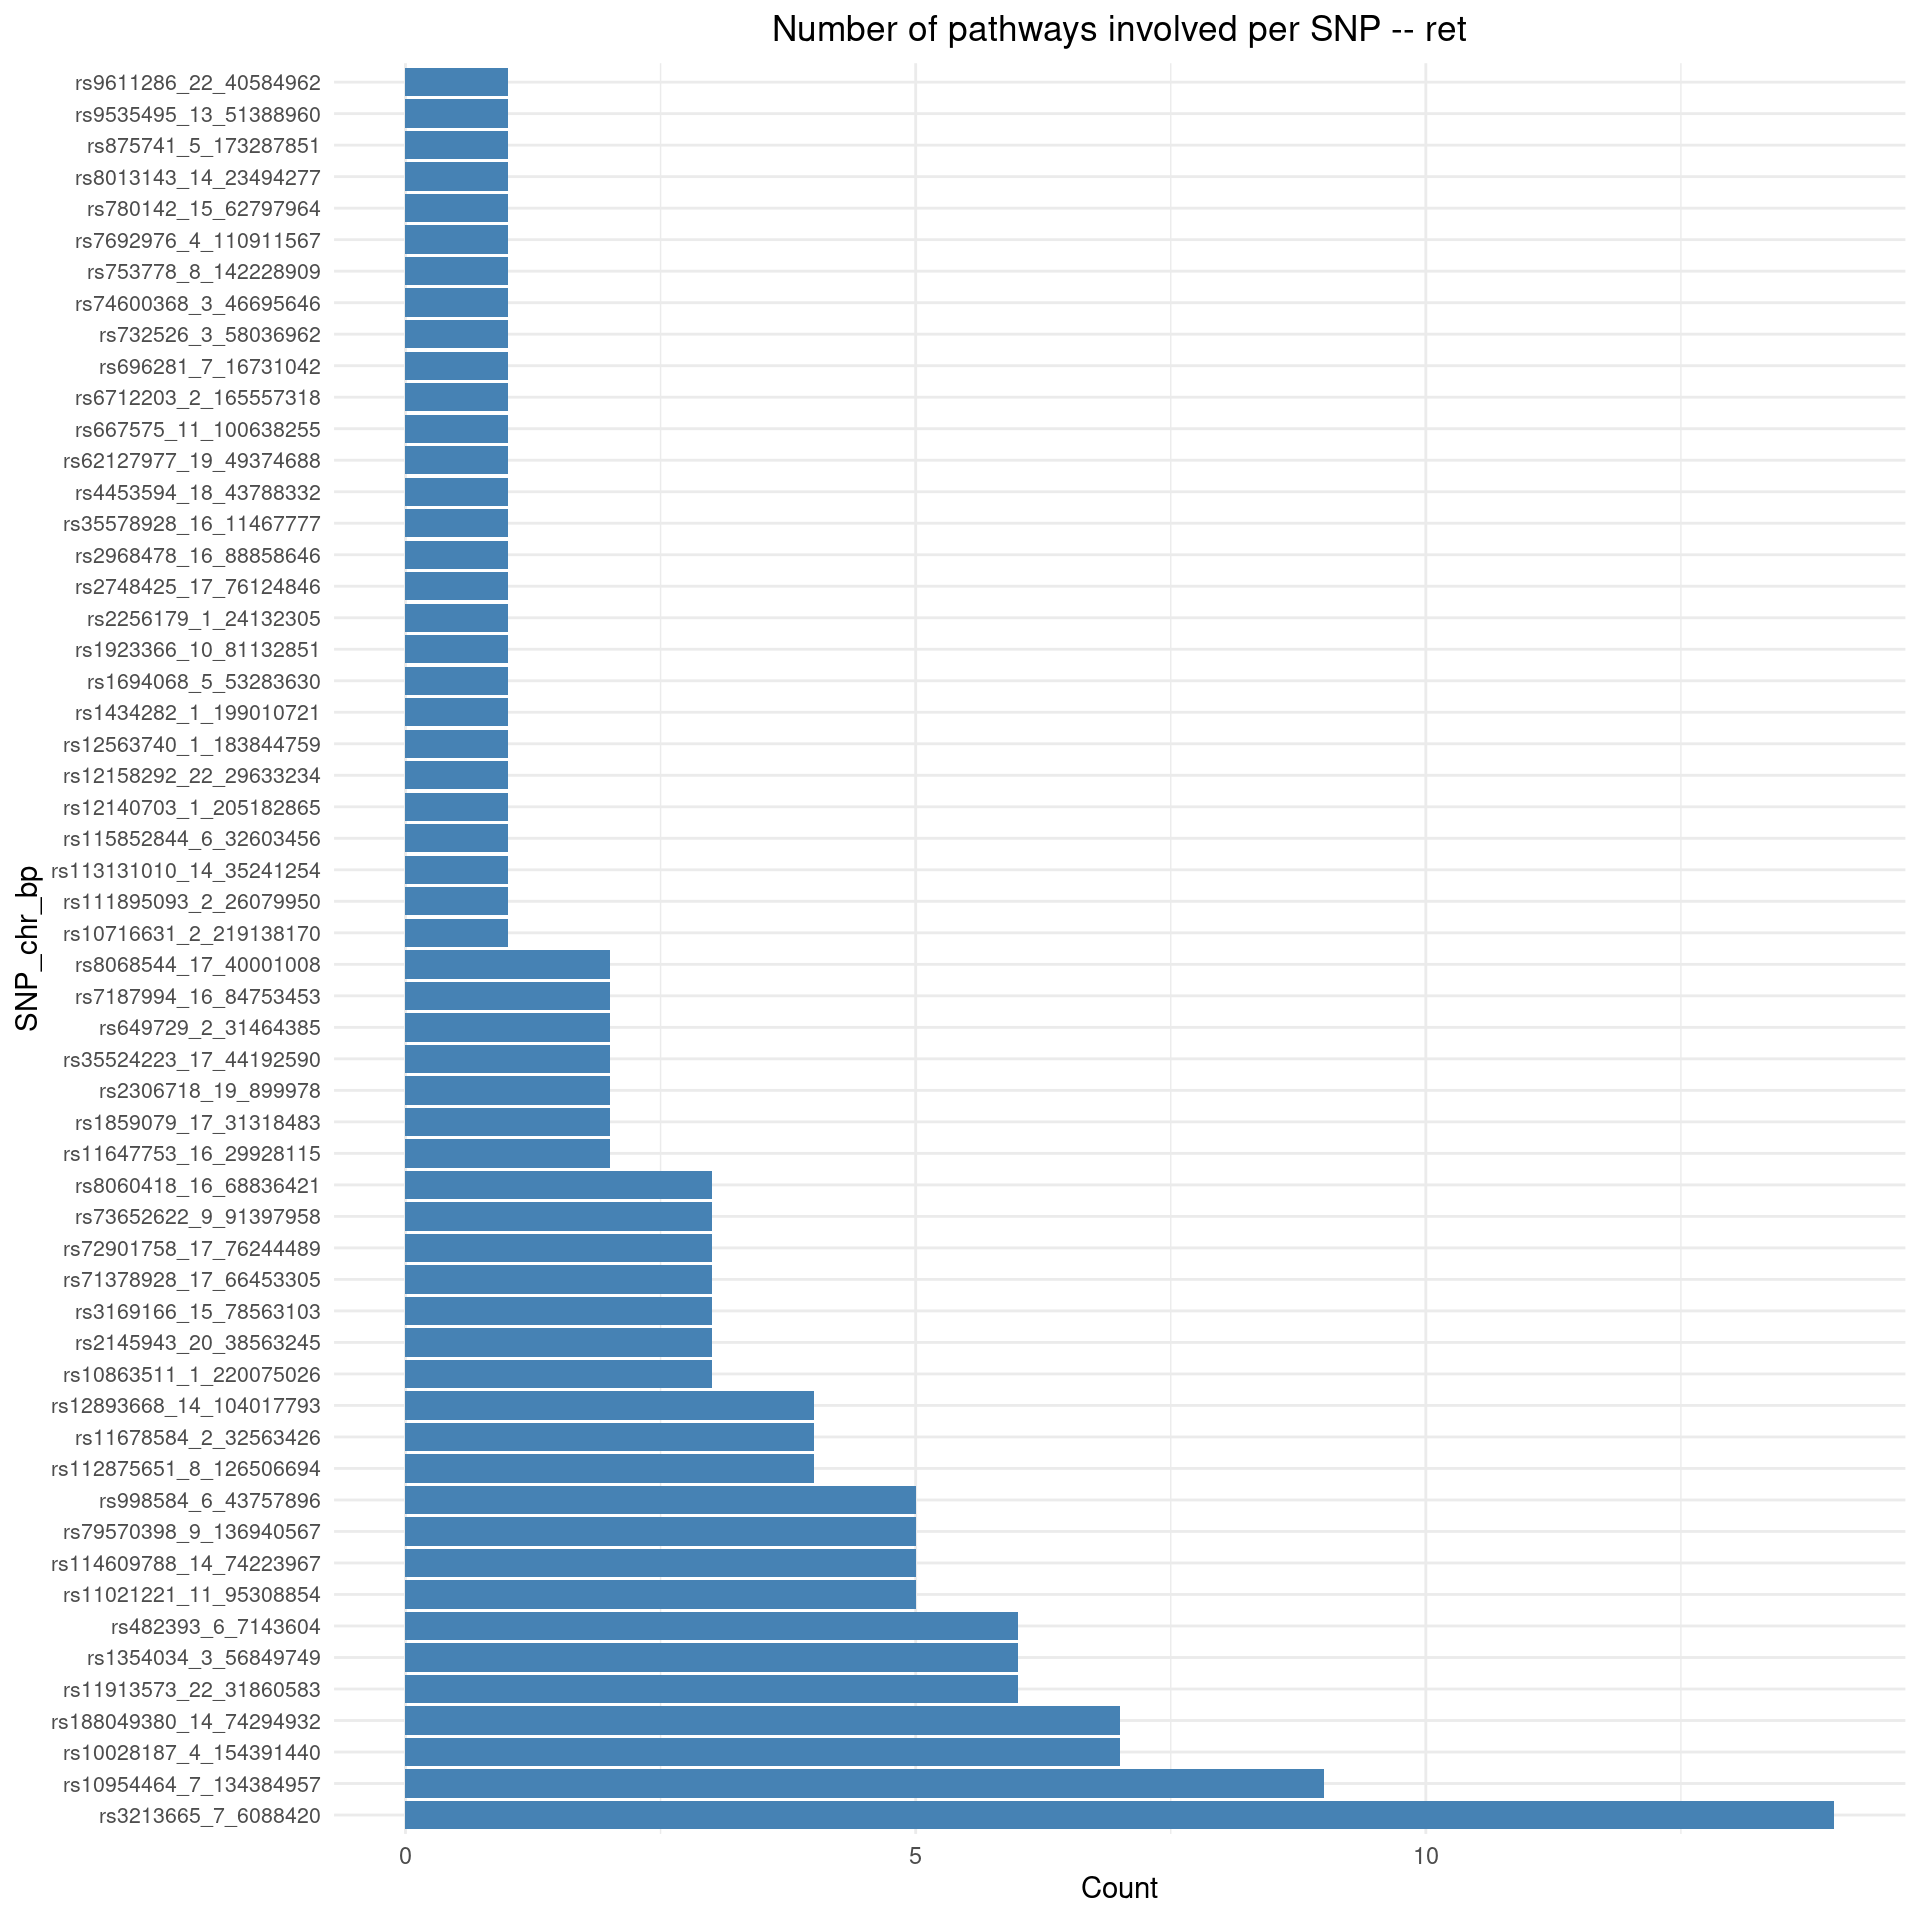 Number of pathways involved per SNP -- ret
rs9611286_22_40584962
rs9535495_13_51388960
rs875741_5_173287851
rs8013143_14_23494277
rs780142_15_62797964
rs7692976_4_110911567
rs753778_8_142228909
rs74600368_3_46695646
rs732526_3_58036962
rs696281_7_16731042
rs6712203_2_165557318
rs667575_11_100638255
rs62127977_19_49374688
rs4453594_18_43788332
rs35578928_16_11467777
rs2968478_16_88858646
rs2748425_17_76124846
rs2256179_1_24132305
rs1923366_10_81132851
rs1694068_5_53283630
rs1434282_1_199010721
rs12563740_1_183844759
rs12158292_22_29633234
rs12140703_1_205182865
rs115852844_6_32603456
rs113131010_14_35241254
rs111895093_2_26079950
rs10716631_2_219138170
rs8068544_17_40001008
rs7187994_16_84753453
rs649729_2_31464385
rs35524223_17_44192590
rs2306718_19_899978
rs1859079_17_31318483
rs11647753_16_29928115
rs8060418_16_68836421
rs73652622_9_91397958
rs72901758_17_76244489
rs71378928_17_66453305
rs3169166_15_78563103
rs2145943_20_38563245
rs10863511_1_220075026
rs12893668_14_104017793
rs11678584_2_32563426
rs112875651_8_126506694
rs998584_6_43757896
rs79570398_9_136940567
rs114609788_14_74223967
rs11021221_11_95308854
rs482393_6_7143604
rs1354034_3_56849749
rs11913573_22_31860583
rs188049380_14_74294932
rs10028187_4_154391440
rs10954464_7_134384957
rs3213665_7_6088420
SNP_chr_bp
0 5 10
Count